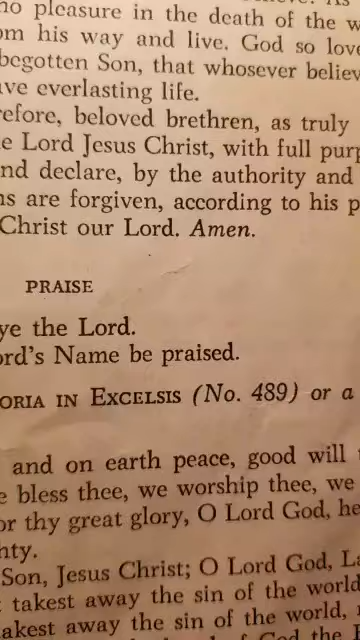 no pleasure in the death of the w
om his way and live. God so love
begotten Son, that whosoever believ
ve everlasting life.
refore, beloved brethren, as truly
e Lord Jesus Christ, with full purp
nd declare, by the authority and
ns are forgiven, according to his p
Christ our Lord. Amen.
PRAISE
ye the Lord.
ord's Name be praised.
ORIA IN EXCELSIS (No. 489) or a
and on earth peace, good will t
e bless thee, we worship thee, we
or thy great glory, O Lord God, he
hty.
Son, Jesus Christ; O Lord God, La
takest away the sin of the world
akest away the sin of the world,
God the